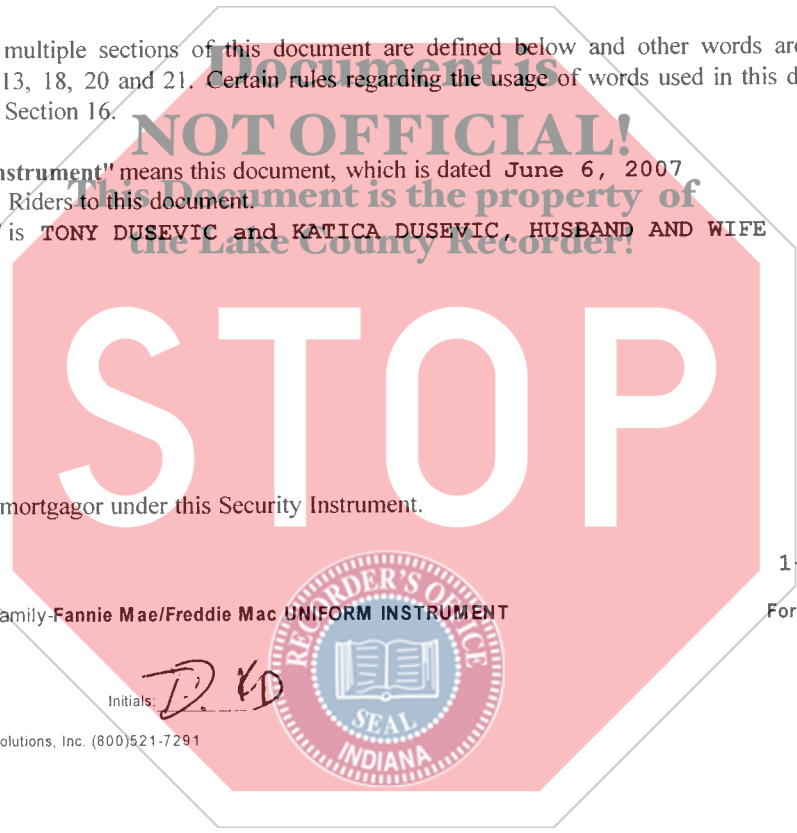 multiple sections of this document are defined below and other words are
13, 18, 20 and 21. Certain rules regarding the usage of words used in this d
Section 16.
Document is
NOT OFFICIAL!
This Document is the property of
the Lake County Recorder!
nstrument" means this document, which is dated June 6, 2007
Riders to this document.
is TONY DUSEVIC and KATICA DUSEVIC, HUSBAND AND WIFE
STOP
mortgagor under this Security Instrument.
1-
amily-Fannie Mae/Freddie Mac UNIFORM INSTRUMENT
For
RECORDER'S OFFICE
SEAL
INDIANA
Initials: T.D. KD
olutions, Inc. (800)521-7291